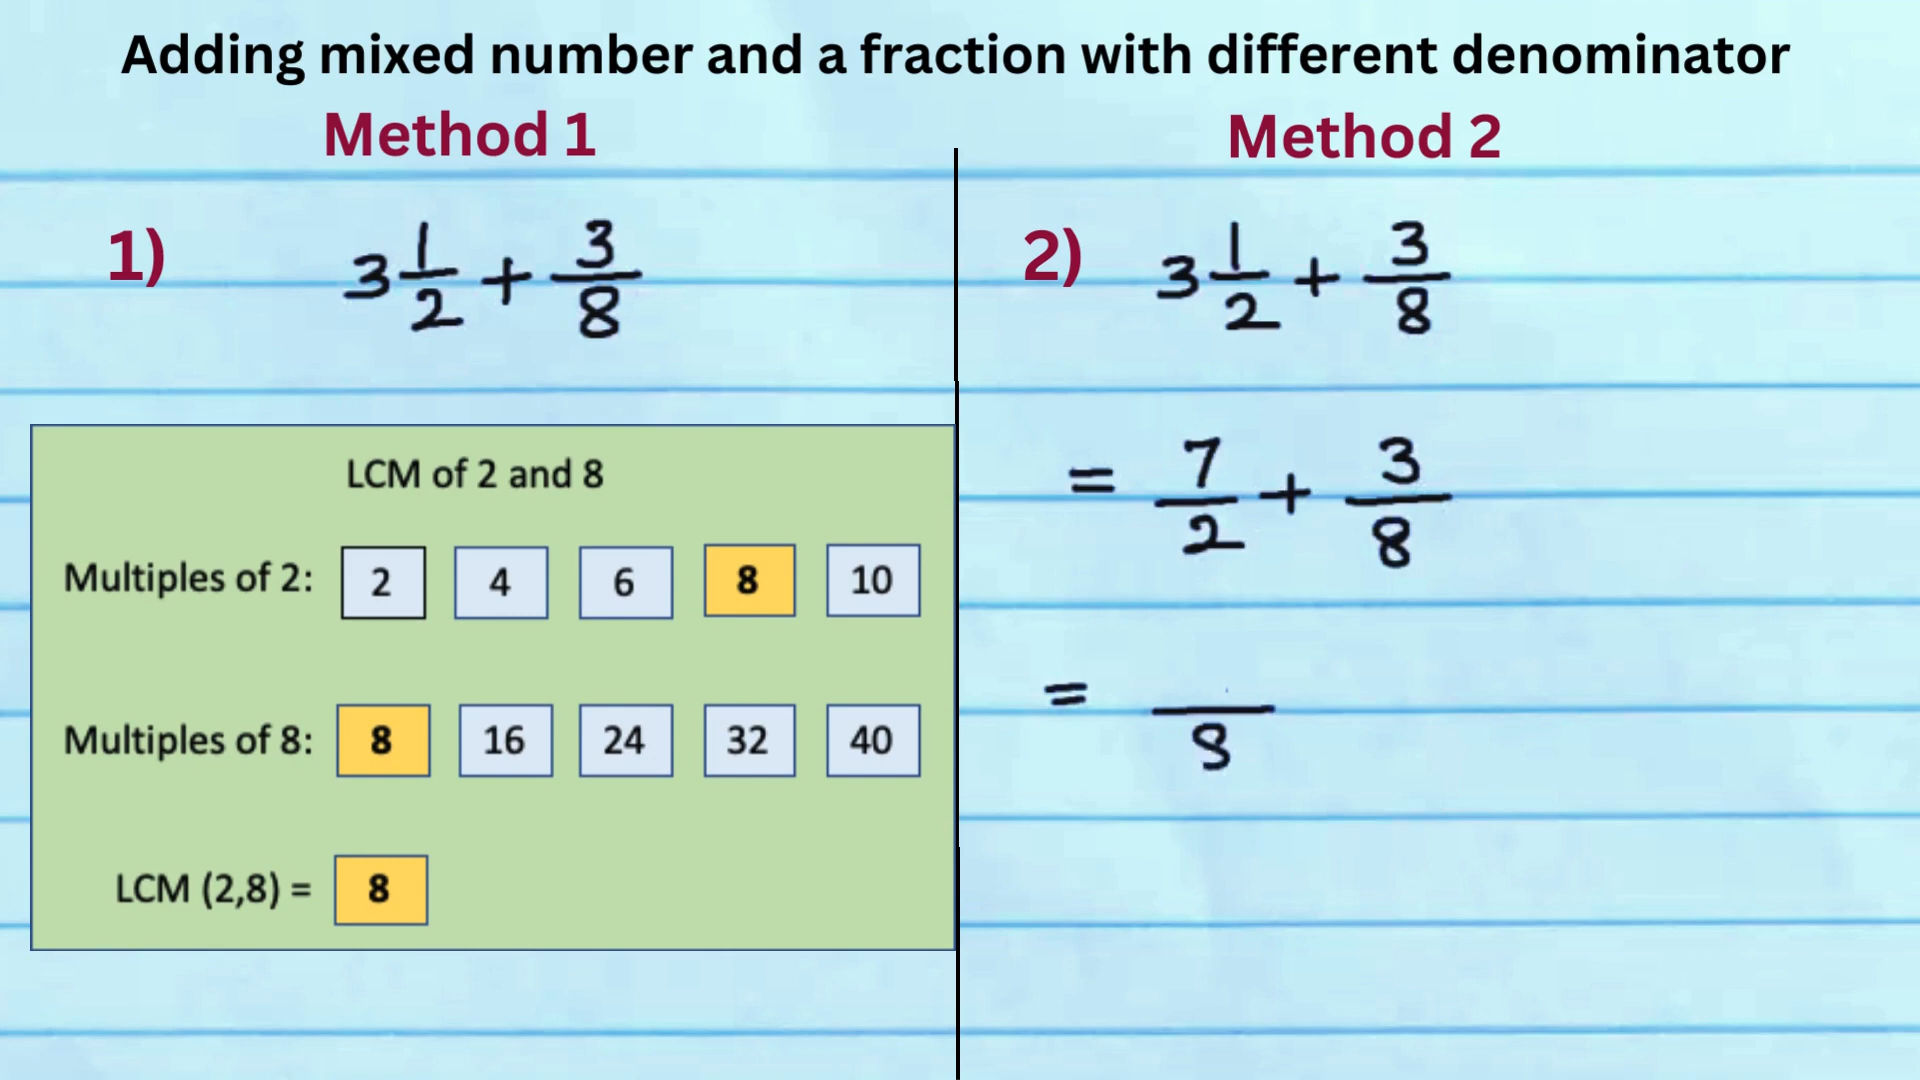 Adding mixed number and a fraction with different denominator
Method 1
1)
3 1/2 + 3/8
LCM of 2 and 8
Multiples of 2: 2 4 6 8 10
Multiples of 8: 8 16 24 32 40
LCM (2,8) = 8
Method 2
2)
3 1/2 + 3/8
= 7/2 + 3/8
= /8